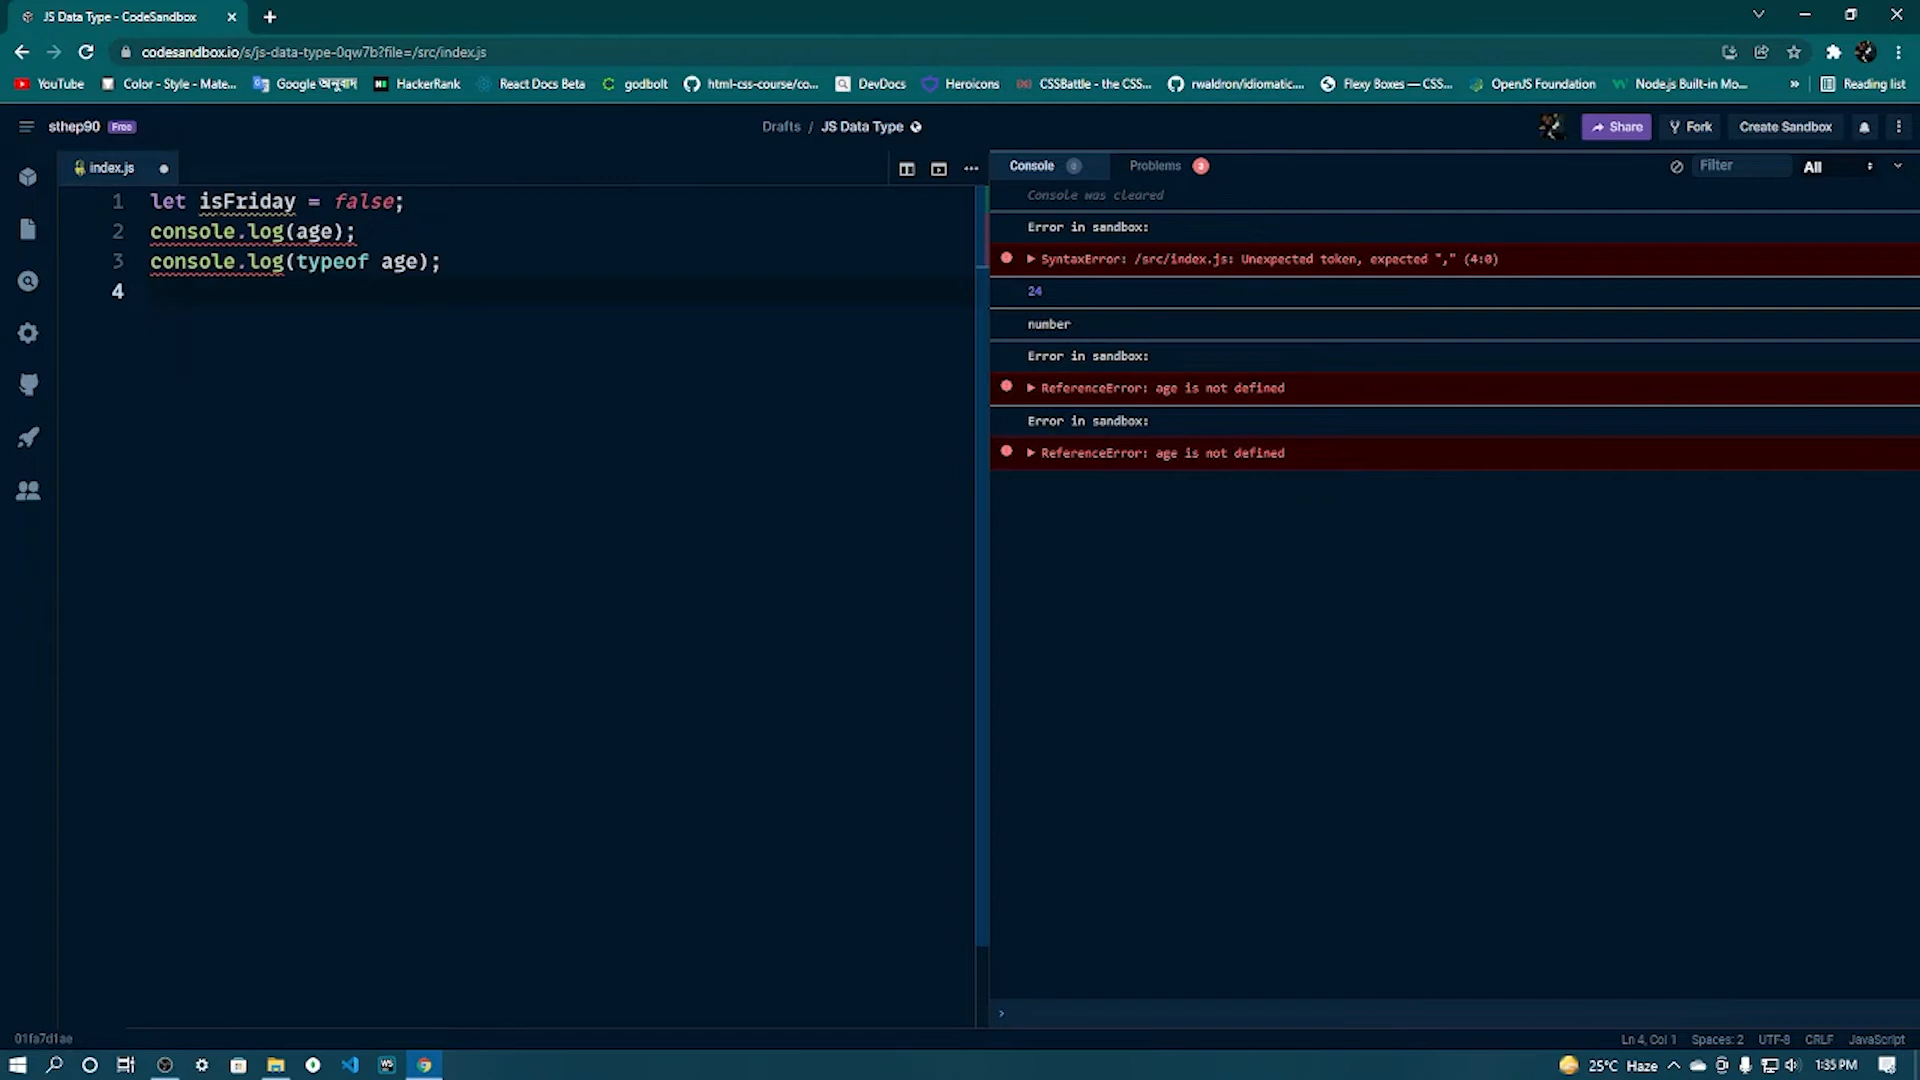 JS Data Type - CodeSandbox
codesandbox.io/s/js-data-type-0qw7b?file=/src/index.js
YouTube Color - Style - Mate... Google অনুবাদ HackerRank React Docs Beta godbolt html-css-course/co... DevDocs Heroicons CSSBattle - the CSS... rwaldron/idiomatic.... Flexy Boxes — CSS... OpenJS Foundation Node.js Built-in Mo... » Reading list
sthep90 Free Drafts / JS Data Type Share Fork Create Sandbox
index.js Console 0 Problems 3 Filter All
1 let isFriday = false;
2 console.log(age);
3 console.log(typeof age);
4
Console was cleared
Error in sandbox:
SyntaxError: /src/index.js: Unexpected token, expected "," (4:0)
24
number
Error in sandbox:
ReferenceError: age is not defined
Error in sandbox:
ReferenceError: age is not defined
01fa7d1ae Ln 4, Col 1 Spaces: 2 UTF-8 CRLF JavaScript
25°C Haze 1:35 PM